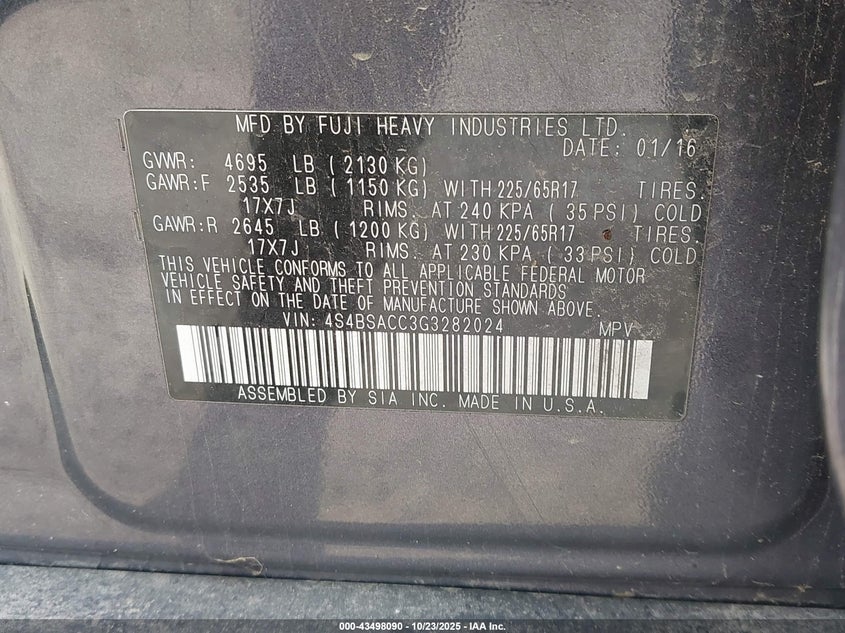 MFD BY FUJI HEAVY INDUSTRIES LTD.
DATE: 01/16
GVWR: 4695 LB ( 2130 KG)
GAWR:F 2535 LB ( 1150 KG) WITH 225/65R17 TIRES.
17X7J RIMS. AT 240 KPA ( 35 PSI) COLD
GAWR:R 2645 LB ( 1200 KG) WITH 225/65R17 TIRES.
17X7J RIMS. AT 230 KPA ( 33 PSI) COLD
THIS VEHICLE CONFORMS TO ALL APPLICABLE FEDERAL MOTOR
VEHICLE SAFETY AND THEFT PREVENTION STANDARDS
IN EFFECT ON THE DATE OF MANUFACTURE SHOWN ABOVE.
VIN: 4S4BSACC3G3282024 MPV
ASSEMBLED BY SIA INC. MADE IN U.S.A.
000-43498090 - 10/23/2025 - IAA Inc.